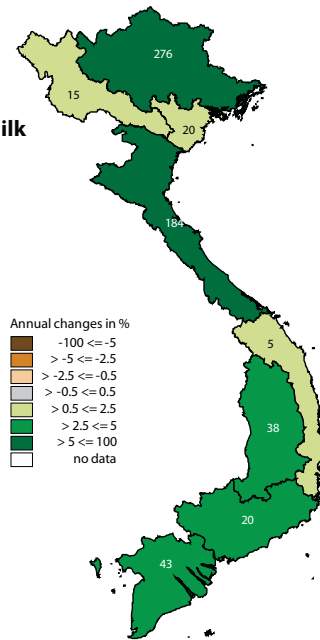 276
15
ilk
20
184
Annual changes in %
-100 <= -5
> -5 <= -2.5
> -2.5 <= -0.5
> -0.5 <= 0.5
> 0.5 <= 2.5
> 2.5 <= 5
> 5 <= 100
no data
5
38
20
43